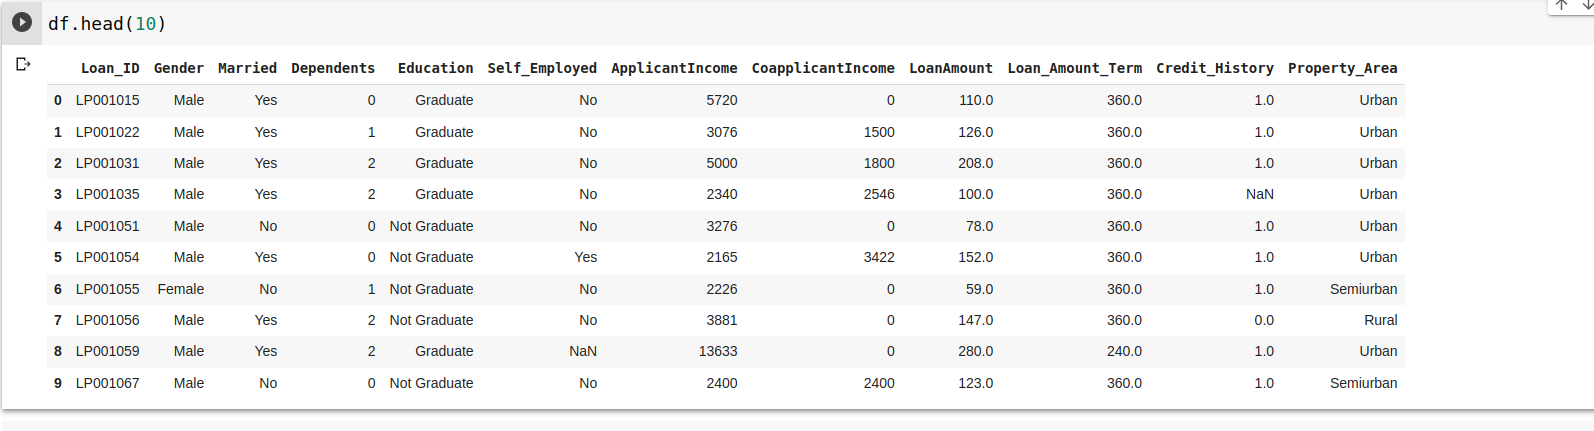 df.head(10)
Loan_ID Gender Married Dependents Education Self_Employed ApplicantIncome CoapplicantIncome LoanAmount Loan_Amount_Term Credit_History Property_Area
0 LP001015 Male Yes 0 Graduate No 5720 0 110.0 360.0 1.0 Urban
1 LP001022 Male Yes 1 Graduate No 3076 1500 126.0 360.0 1.0 Urban
2 LP001031 Male Yes 2 Graduate No 5000 1800 208.0 360.0 1.0 Urban
3 LP001035 Male Yes 2 Graduate No 2340 2546 100.0 360.0 NaN Urban
4 LP001051 Male No 0 Not Graduate No 3276 0 78.0 360.0 1.0 Urban
5 LP001054 Male Yes 0 Not Graduate Yes 2165 3422 152.0 360.0 1.0 Urban
6 LP001055 Female No 1 Not Graduate No 2226 0 59.0 360.0 1.0 Semiurban
7 LP001056 Male Yes 2 Not Graduate No 3881 0 147.0 360.0 0.0 Rural
8 LP001059 Male Yes 2 Graduate NaN 13633 0 280.0 240.0 1.0 Urban
9 LP001067 Male No 0 Not Graduate No 2400 2400 123.0 360.0 1.0 Semiurban